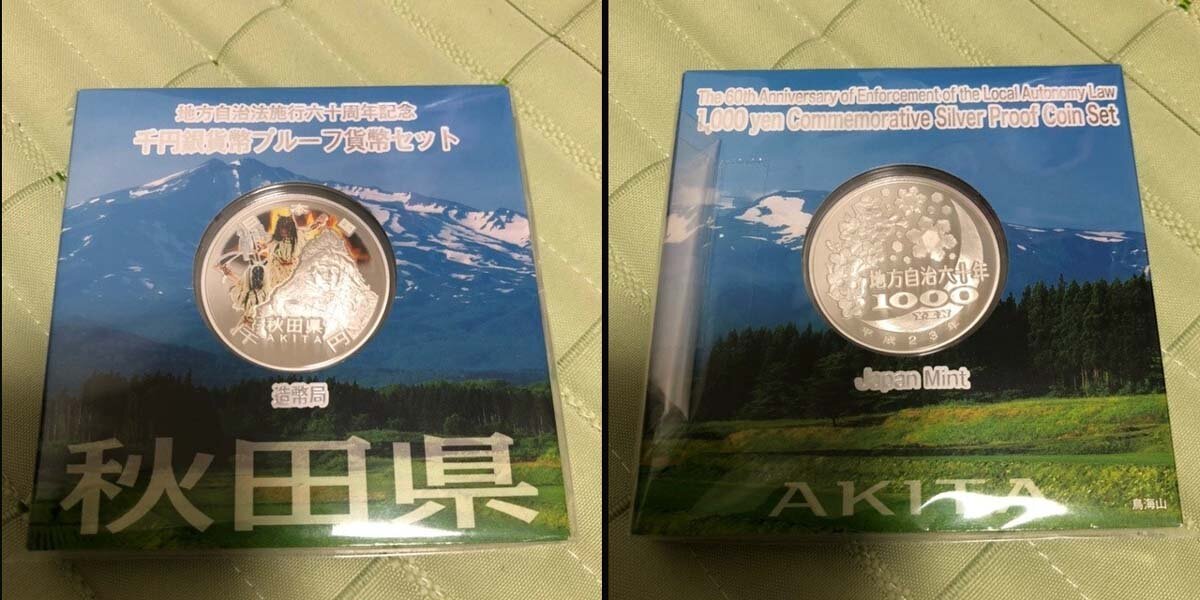 地方自治法施行六十周年記念
千円銀貨幣プルーフ貨幣セット
日本国
秋田県
AKITA
千円
造幣局
秋田県
The 60th Anniversary of Enforcement of the Local Autonomy Law
1,000 yen Commemorative Silver Proof Coin Set
地方自治六十年
1000
YEN
平成23年
Japan Mint
AKITA
鳥海山